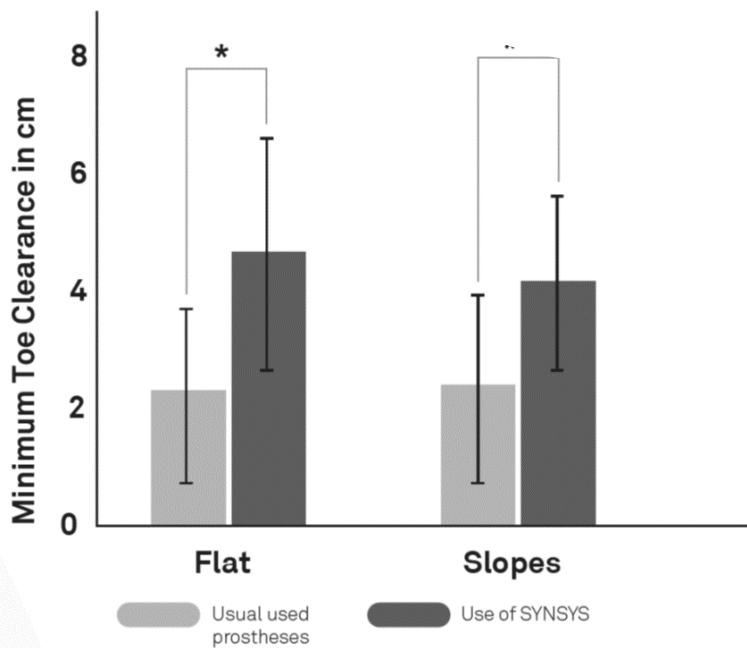 Minimum Toe Clearance in cm
8
6
4
2
0
*
Flat
Slopes
Usual used
prostheses
Use of SYNSYS